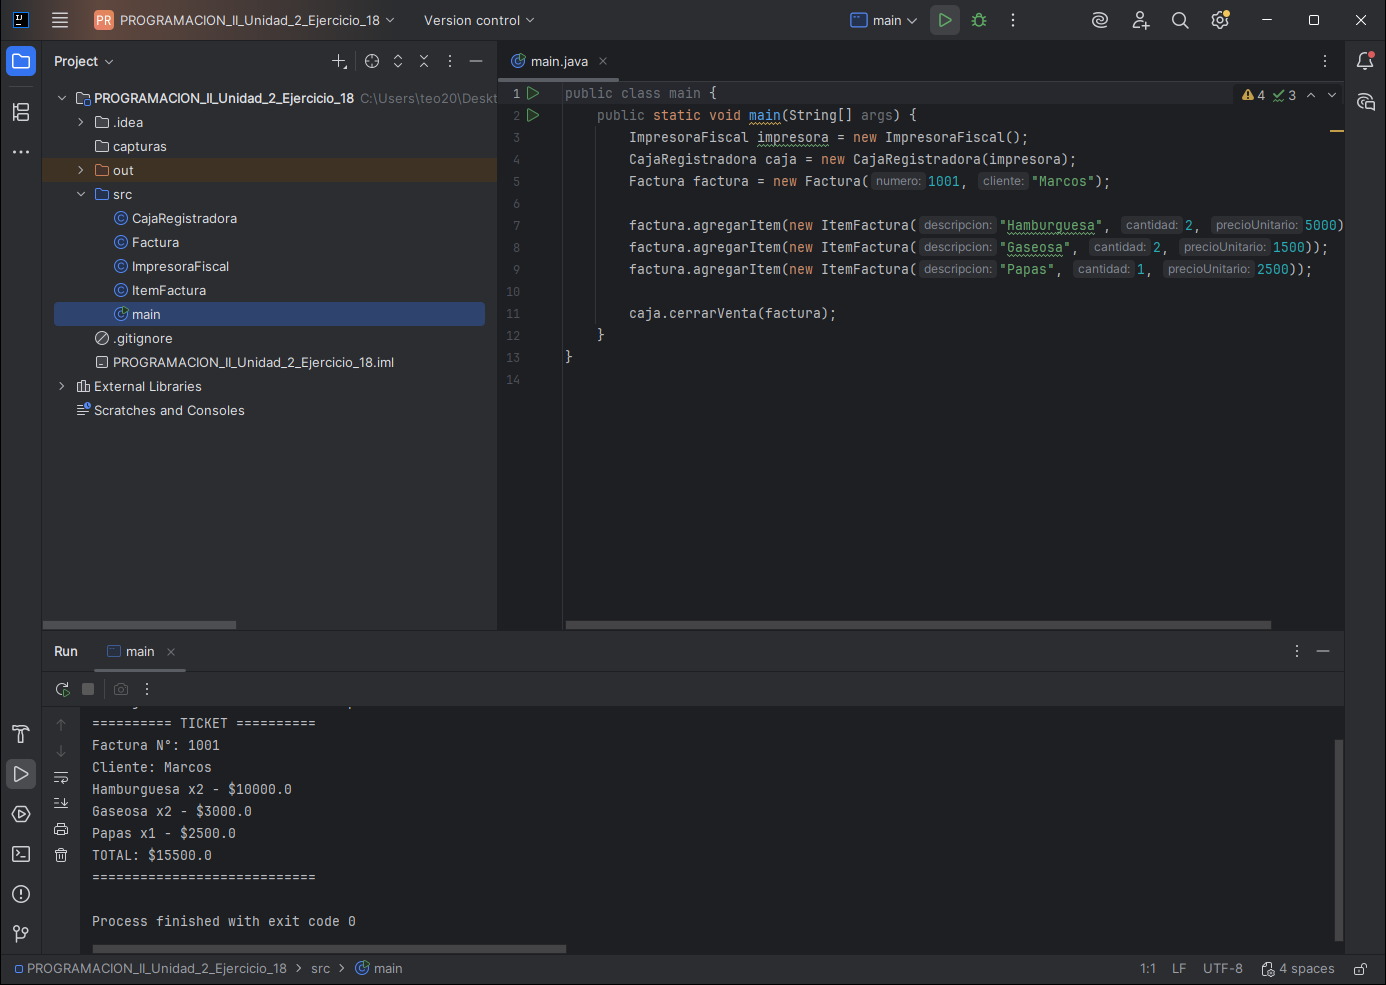 PR PROGRAMACION_II_Unidad_2_Ejercicio_18 Version control main
Project
main.java
PROGRAMACION_II_Unidad_2_Ejercicio_18 C:\Users\teo20\Deskt
.idea
capturas
out
src
CajaRegistradora
Factura
ImpresoraFiscal
ItemFactura
main
.gitignore
PROGRAMACION_II_Unidad_2_Ejercicio_18.iml
External Libraries
Scratches and Consoles
4 3
1 public class main {
2 public static void main(String[] args) {
3 ImpresoraFiscal impresora = new ImpresoraFiscal();
4 CajaRegistradora caja = new CajaRegistradora(impresora);
5 Factura factura = new Factura( numero: 1001, cliente: "Marcos");
6
7 factura.agregarItem(new ItemFactura( descripcion: "Hamburguesa", cantidad: 2, precioUnitario: 5000)
8 factura.agregarItem(new ItemFactura( descripcion: "Gaseosa", cantidad: 2, precioUnitario: 1500));
9 factura.agregarItem(new ItemFactura( descripcion: "Papas", cantidad: 1, precioUnitario: 2500));
10
11 caja.cerrarVenta(factura);
12 }
13 }
14
Run main
========== TICKET ==========
Factura N°: 1001
Cliente: Marcos
Hamburguesa x2 - $10000.0
Gaseosa x2 - $3000.0
Papas x1 - $2500.0
TOTAL: $15500.0
============================
Process finished with exit code 0
PROGRAMACION_II_Unidad_2_Ejercicio_18 > src > main 1:1 LF UTF-8 4 spaces